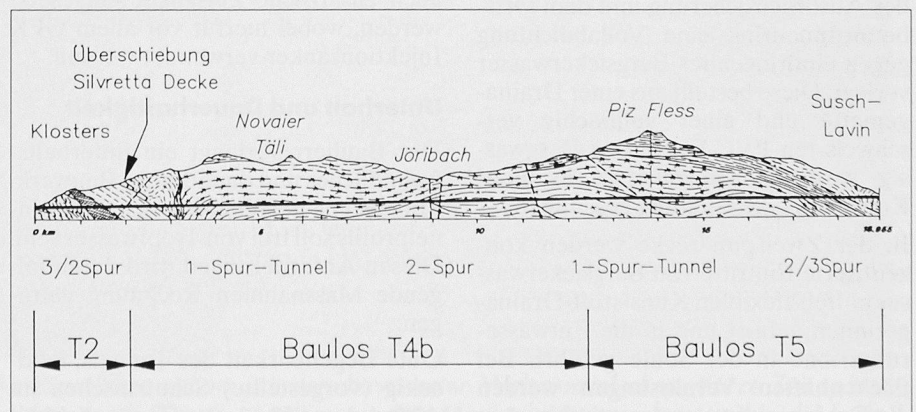 Überschiebung
Silvretta Decke
Klosters
Novaier
Täli
Jöribach
Piz Fless
Susch-
Lavin
0 km
5
10
15
3/2Spur
1-Spur-Tunnel
2-Spur
1-Spur-Tunnel
2/3Spur
T2
Baulos T4b
Baulos T5